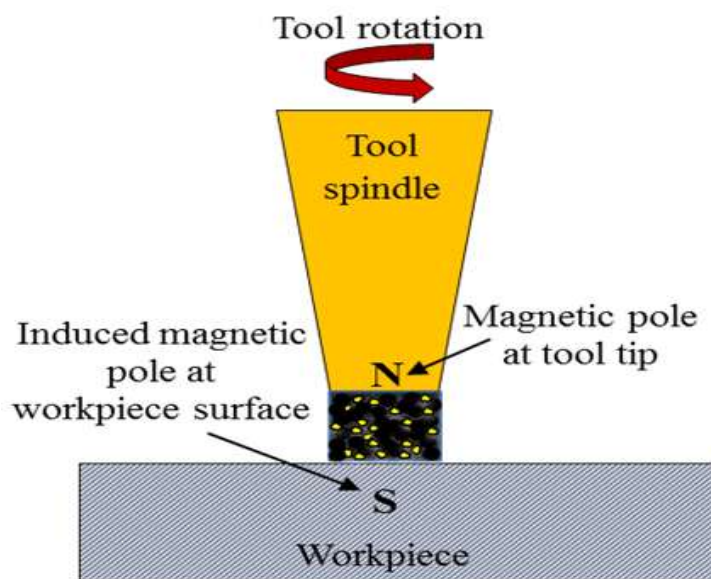 Tool rotation
Tool
spindle
Induced magnetic
pole at
workpiece surface
Magnetic pole
at tool tip
N
S
Workpiece